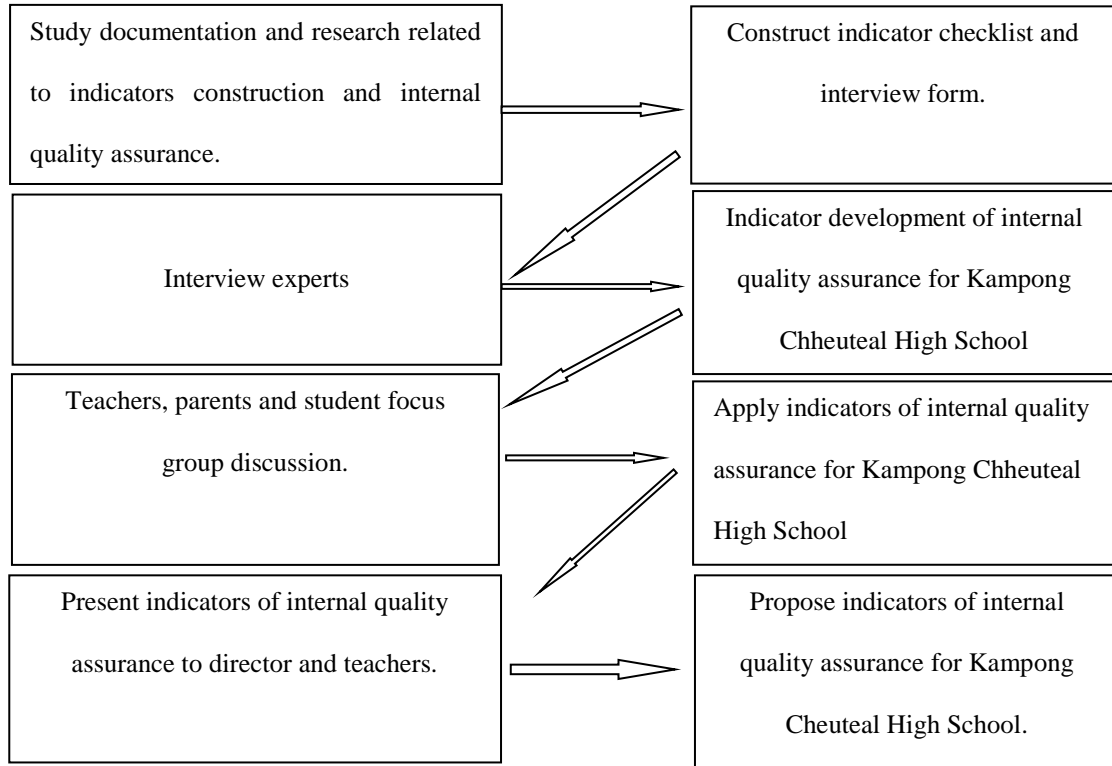 Study documentation and research related
to indicators construction and internal
quality assurance.
Construct indicator checklist and
interview form.
Interview experts
Indicator development of internal
quality assurance for Kampong
Chheuteal High School
Teachers, parents and student focus
group discussion.
Apply indicators of internal quality
assurance for Kampong Chheuteal
High School
Present indicators of internal quality
assurance to director and teachers.
Propose indicators of internal
quality assurance for Kampong
Cheuteal High School.